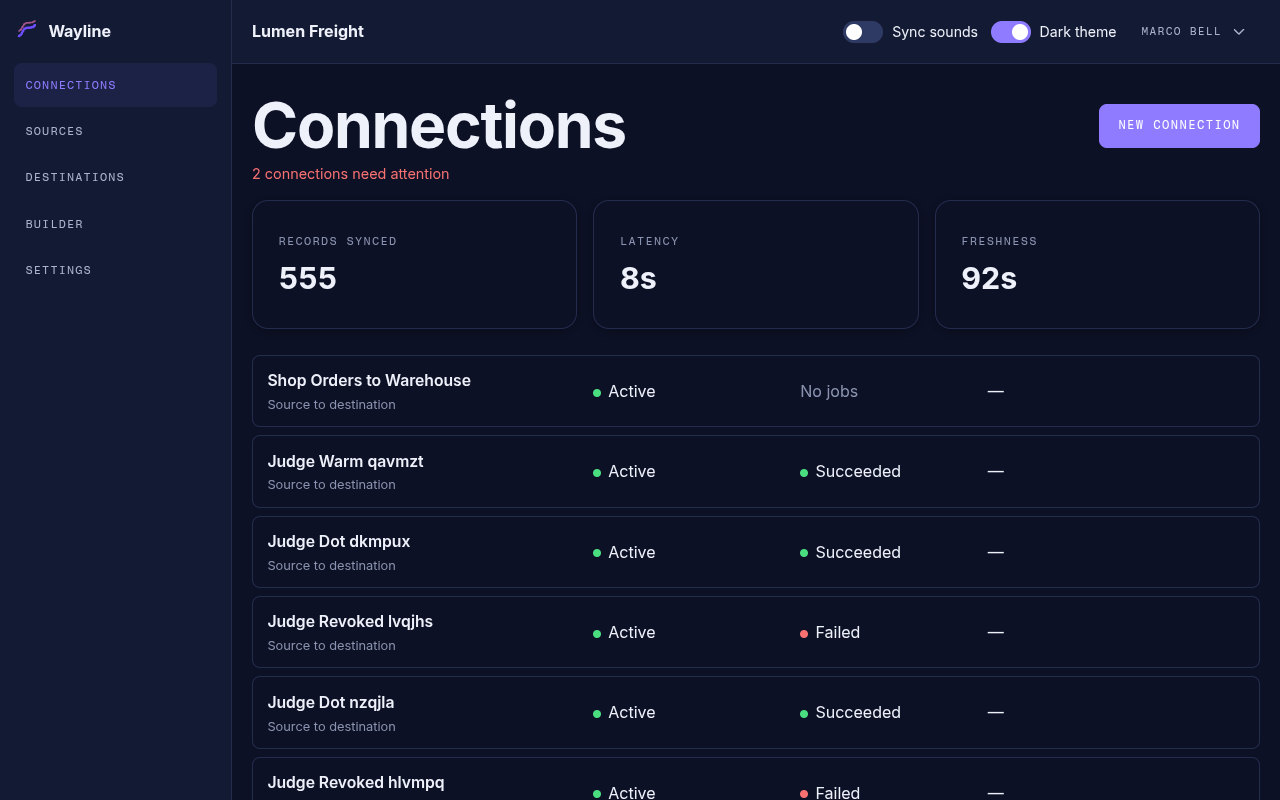 Wayline
Lumen Freight
Sync sounds
Dark theme
MARCO BELL
CONNECTIONS
SOURCES
DESTINATIONS
BUILDER
SETTINGS
Connections
NEW CONNECTION
2 connections need attention
RECORDS SYNCED
555
LATENCY
8s
FRESHNESS
92s
Shop Orders to Warehouse
Source to destination
Active
No jobs
—
Judge Warm qavmzt
Source to destination
Active
Succeeded
—
Judge Dot dkmpux
Source to destination
Active
Succeeded
—
Judge Revoked lvqjhs
Source to destination
Active
Failed
—
Judge Dot nzqjla
Source to destination
Active
Succeeded
—
Judge Revoked hlvmpq
Active
Failed
—